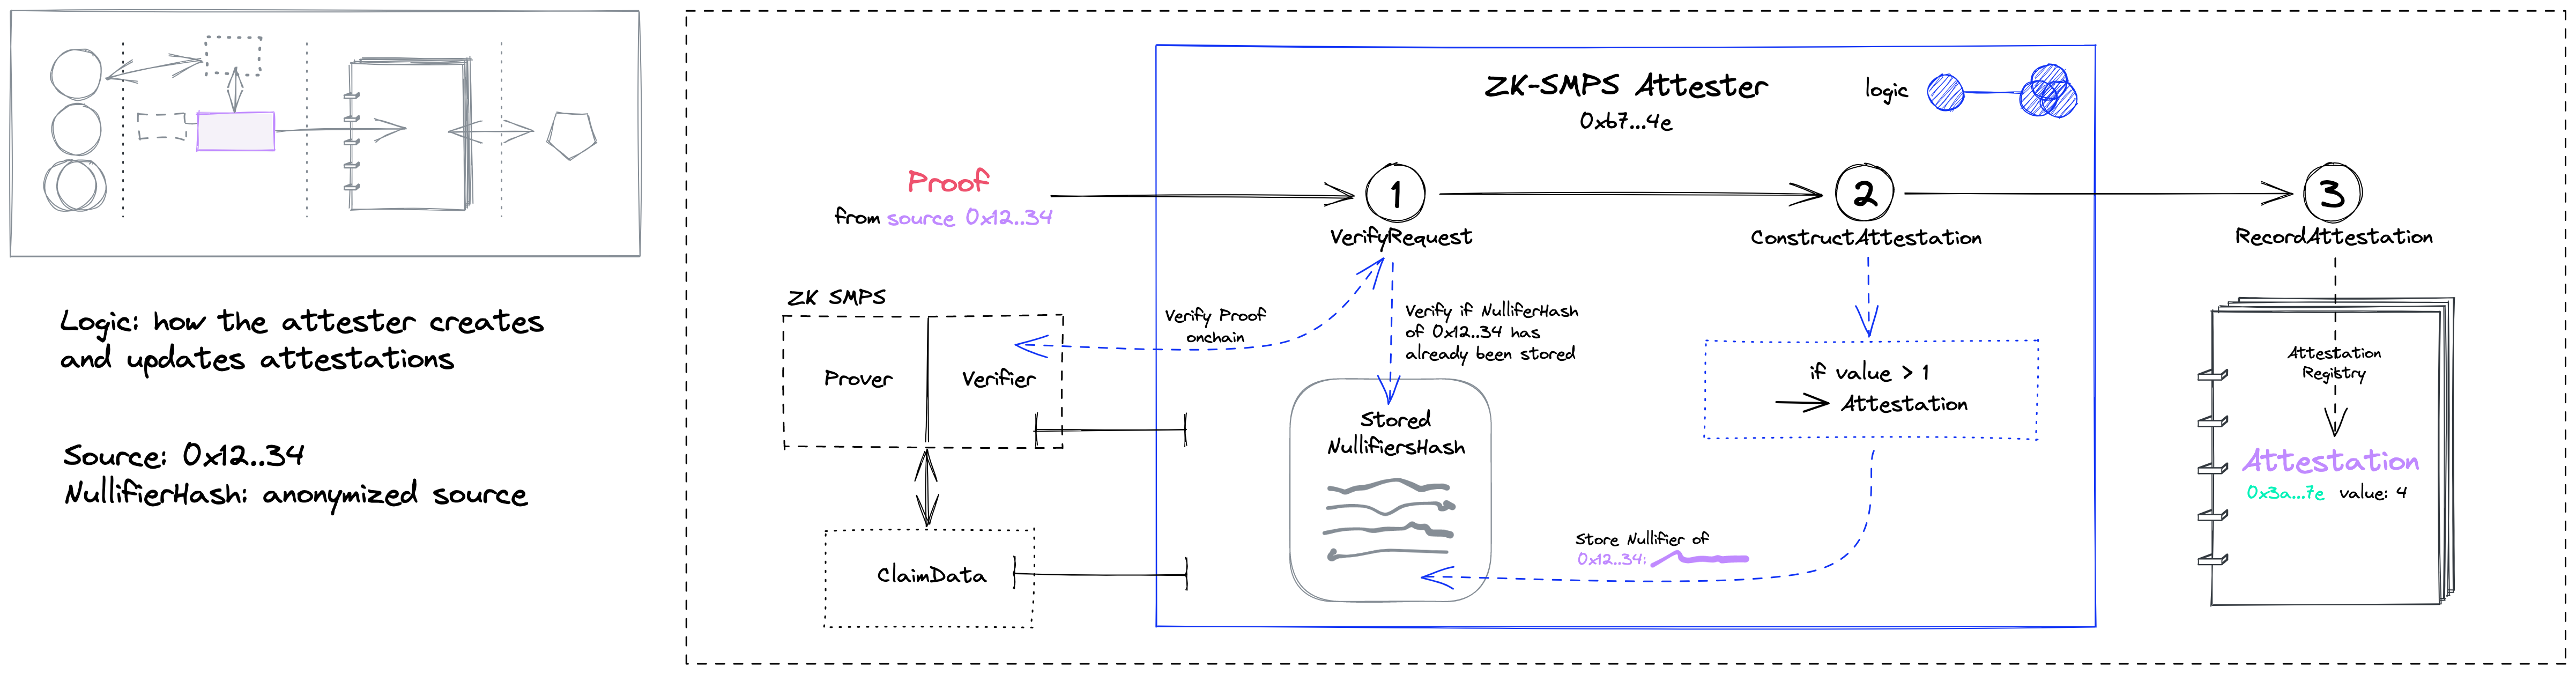 Logic: how the attester creates
and updates attestations
Source: 0x12..34
NullifierHash: anonymized source
ZK-SMPS Attester
0xb7...4e
logic
Proof
from source 0x12..34
1
VerifyRequest
2
ConstructAttestation
3
RecordAttestation
ZK SMPS
Prover
Verifier
Verify Proof
onchain
Verify if NulliferHash
of 0x12..34 has
already been stored
Stored
NullifiersHash
if value > 1
Attestation
Store Nullifier of
0x12..34:
ClaimData
Attestation
Registry
Attestation
0x3a...7e value: 4